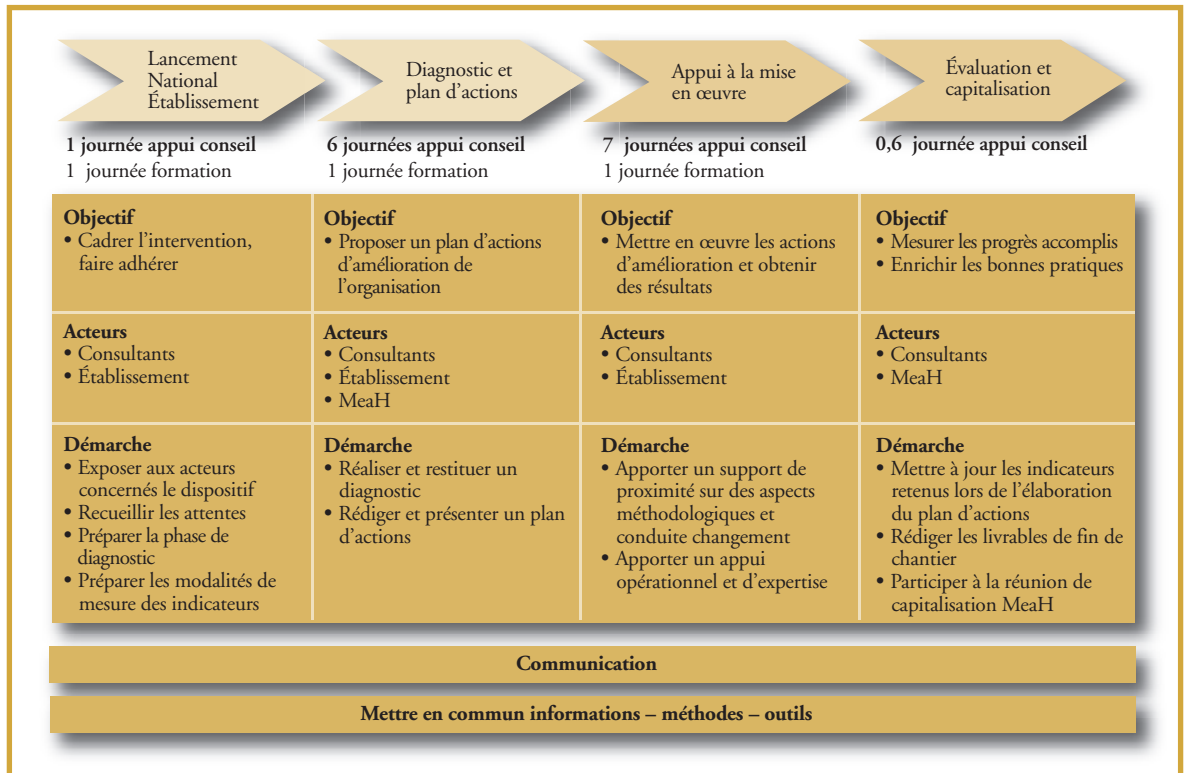 Lancement
National
Établissement
Diagnostic et
plan d'actions
Appui à la mise
en œuvre
Évaluation et
capitalisation
1 journée appui conseil
1 journée formation
6 journées appui conseil
1 journée formation
7 journées appui conseil
1 journée formation
0,6 journée appui conseil
Objectif
• Cadrer l'intervention,
faire adhérer
Objectif
• Proposer un plan d'actions
d'amélioration de
l'organisation
Objectif
• Mettre en œuvre les actions
d'amélioration et obtenir
des résultats
Objectif
• Mesurer les progrès accomplis
• Enrichir les bonnes pratiques
Acteurs
• Consultants
• Établissement
Acteurs
• Consultants
• Établissement
• MeaH
Acteurs
• Consultants
• Établissement
Acteurs
• Consultants
• MeaH
Démarche
• Exposer aux acteurs
concernés le dispositif
• Recueillir les attentes
• Préparer la phase de
diagnostic
• Préparer les modalités de
mesure des indicateurs
Démarche
• Réaliser et restituer un
diagnostic
• Rédiger et présenter un plan
d'actions
Démarche
• Apporter un support de
proximité sur des aspects
méthodologiques et
conduite changement
• Apporter un appui
opérationnel et d'expertise
Démarche
• Mettre à jour les indicateurs
retenus lors de l'élaboration
du plan d'actions
• Rédiger les livrables de fin de
chantier
• Participer à la réunion de
capitalisation MeaH
Communication
Mettre en commun informations – méthodes – outils